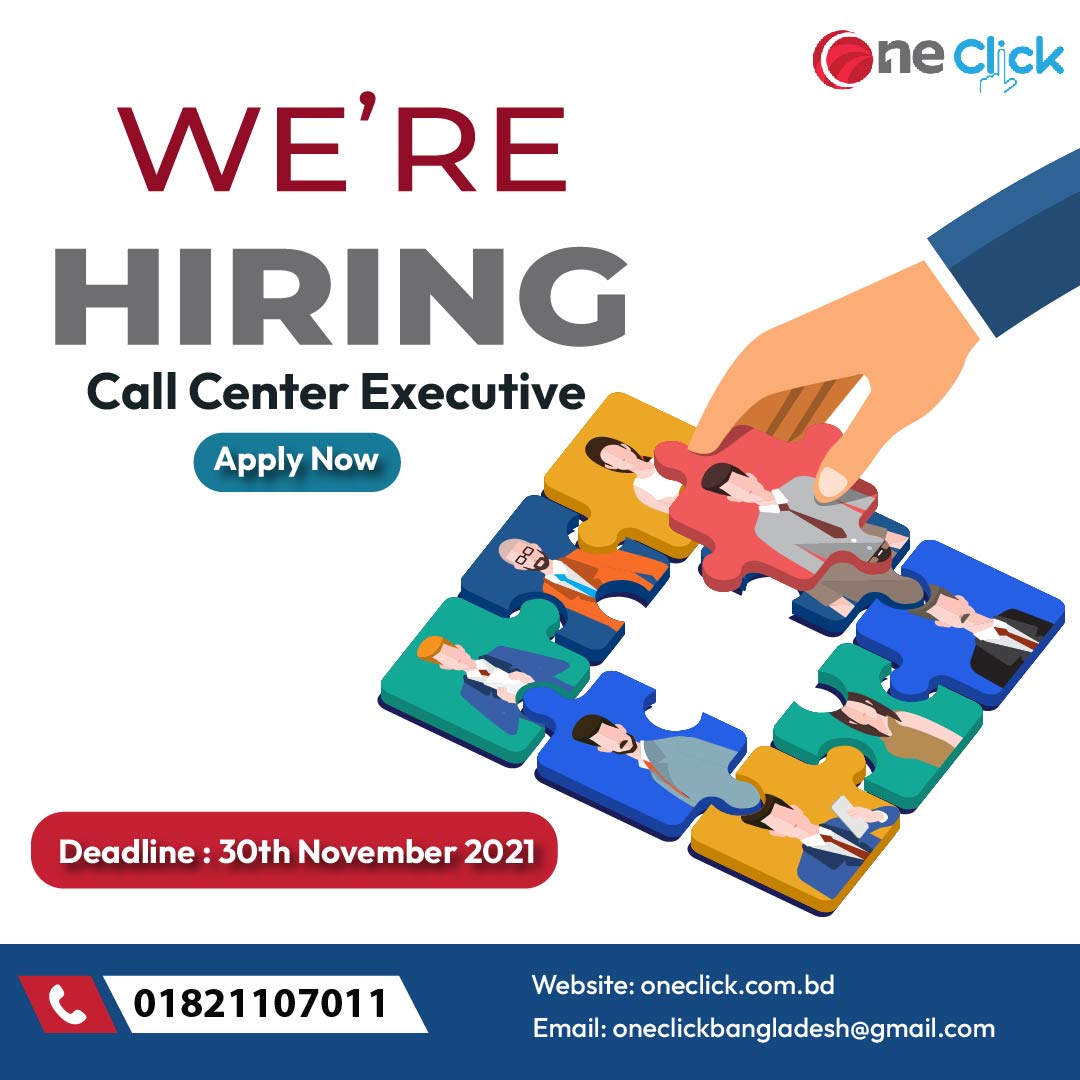 One Click
WE’RE
HIRING
Call Center Executive
Apply Now
Deadline : 30th November 2021
01821107011
Website: oneclick.com.bd
Email: oneclickbangladesh@gmail.com